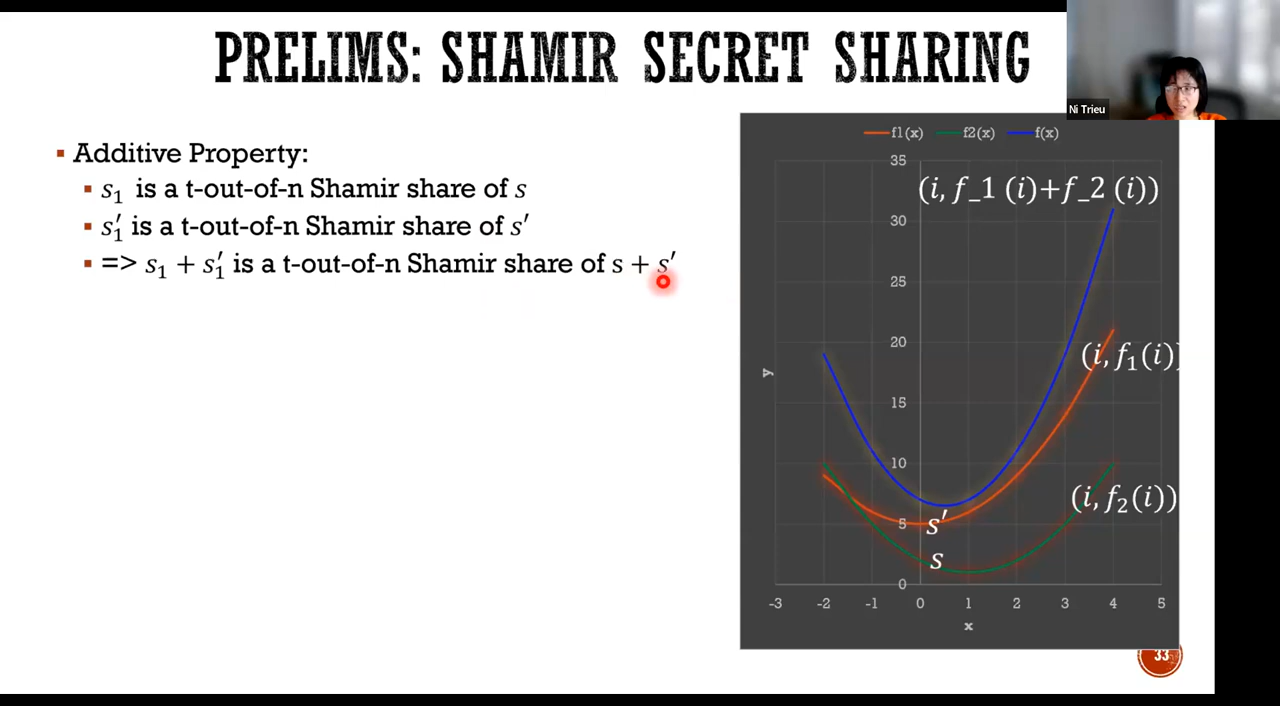 PRELIMS: SHAMIR SECRET SHARING
Ni Trieu
▪ Additive Property:
▪ s₁ is a t-out-of-n Shamir share of s
▪ s₁′ is a t-out-of-n Shamir share of s′
▪ => s₁ + s₁′ is a t-out-of-n Shamir share of s + s′
f1(x) f2(x) f(x)
35
(i, f_1 (i)+f_2 (i))
30
25
20
(i, f₁(i))
y
15
10
(i, f₂(i))
5
s′
s
0
-3 -2 -1 0 1 2 3 4 5
x
33